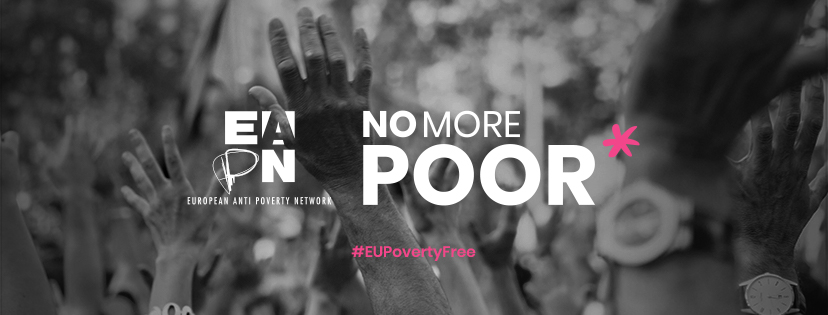 EA
PN
EUROPEAN ANTI POVERTY NETWORK
NO MORE
POOR*
#EUPovertyFree